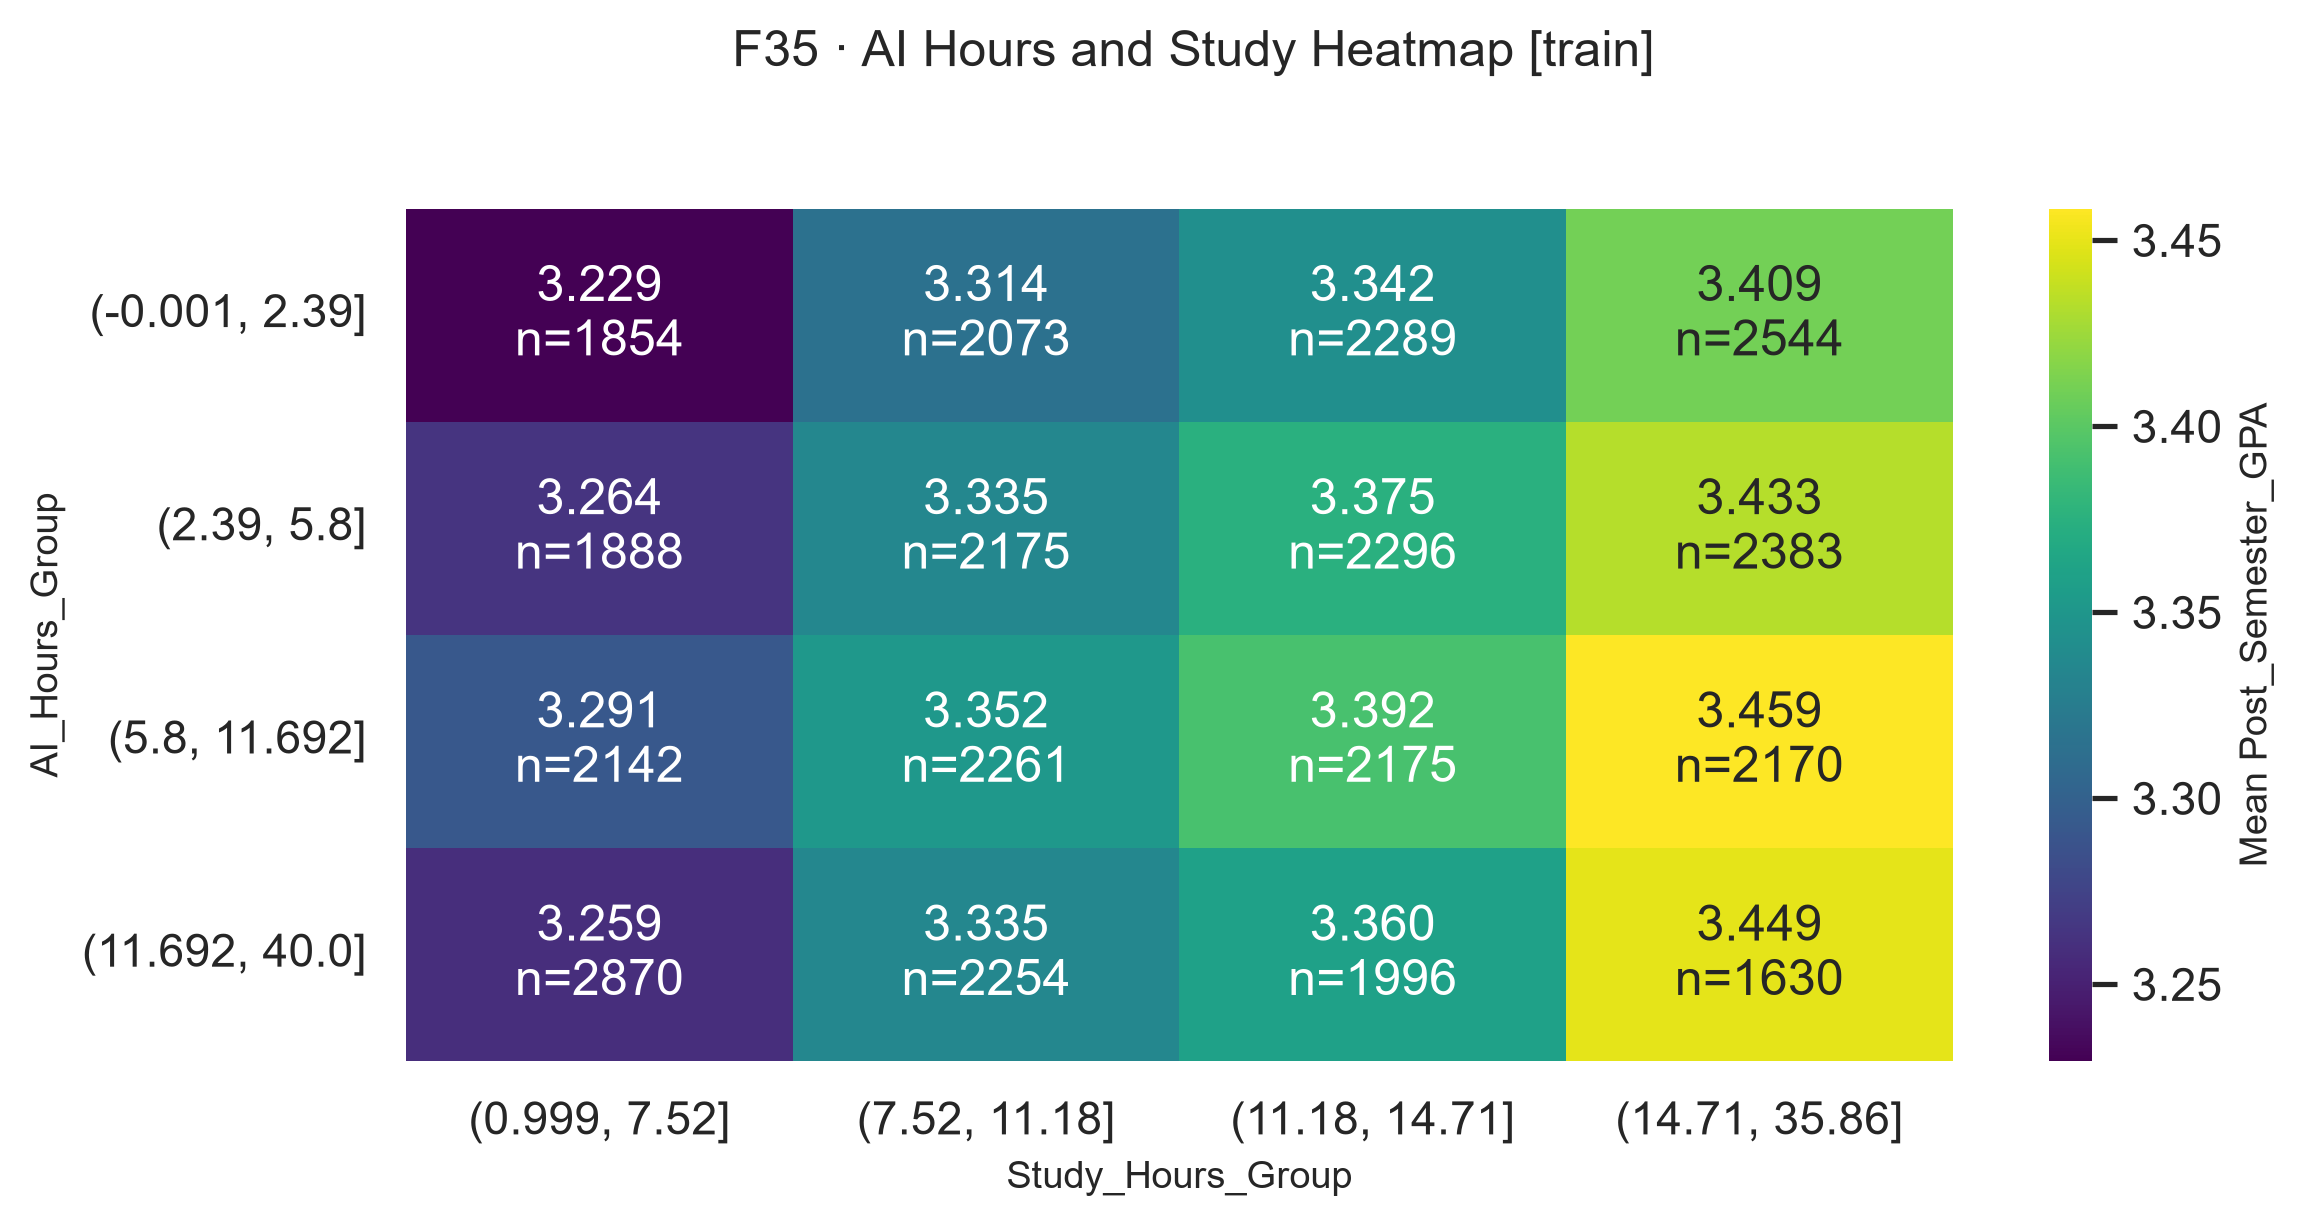 F35 · AI Hours and Study Heatmap [train]
AI_Hours_Group
(-0.001, 2.39]
3.229
n=1854
3.314
n=2073
3.342
n=2289
3.409
n=2544
(2.39, 5.8]
3.264
n=1888
3.335
n=2175
3.375
n=2296
3.433
n=2383
(5.8, 11.692]
3.291
n=2142
3.352
n=2261
3.392
n=2175
3.459
n=2170
(11.692, 40.0]
3.259
n=2870
3.335
n=2254
3.360
n=1996
3.449
n=1630
(0.999, 7.52]
(7.52, 11.18]
(11.18, 14.71]
(14.71, 35.86]
Study_Hours_Group
3.45
3.40
3.35
3.30
3.25
Mean Post_Semester_GPA